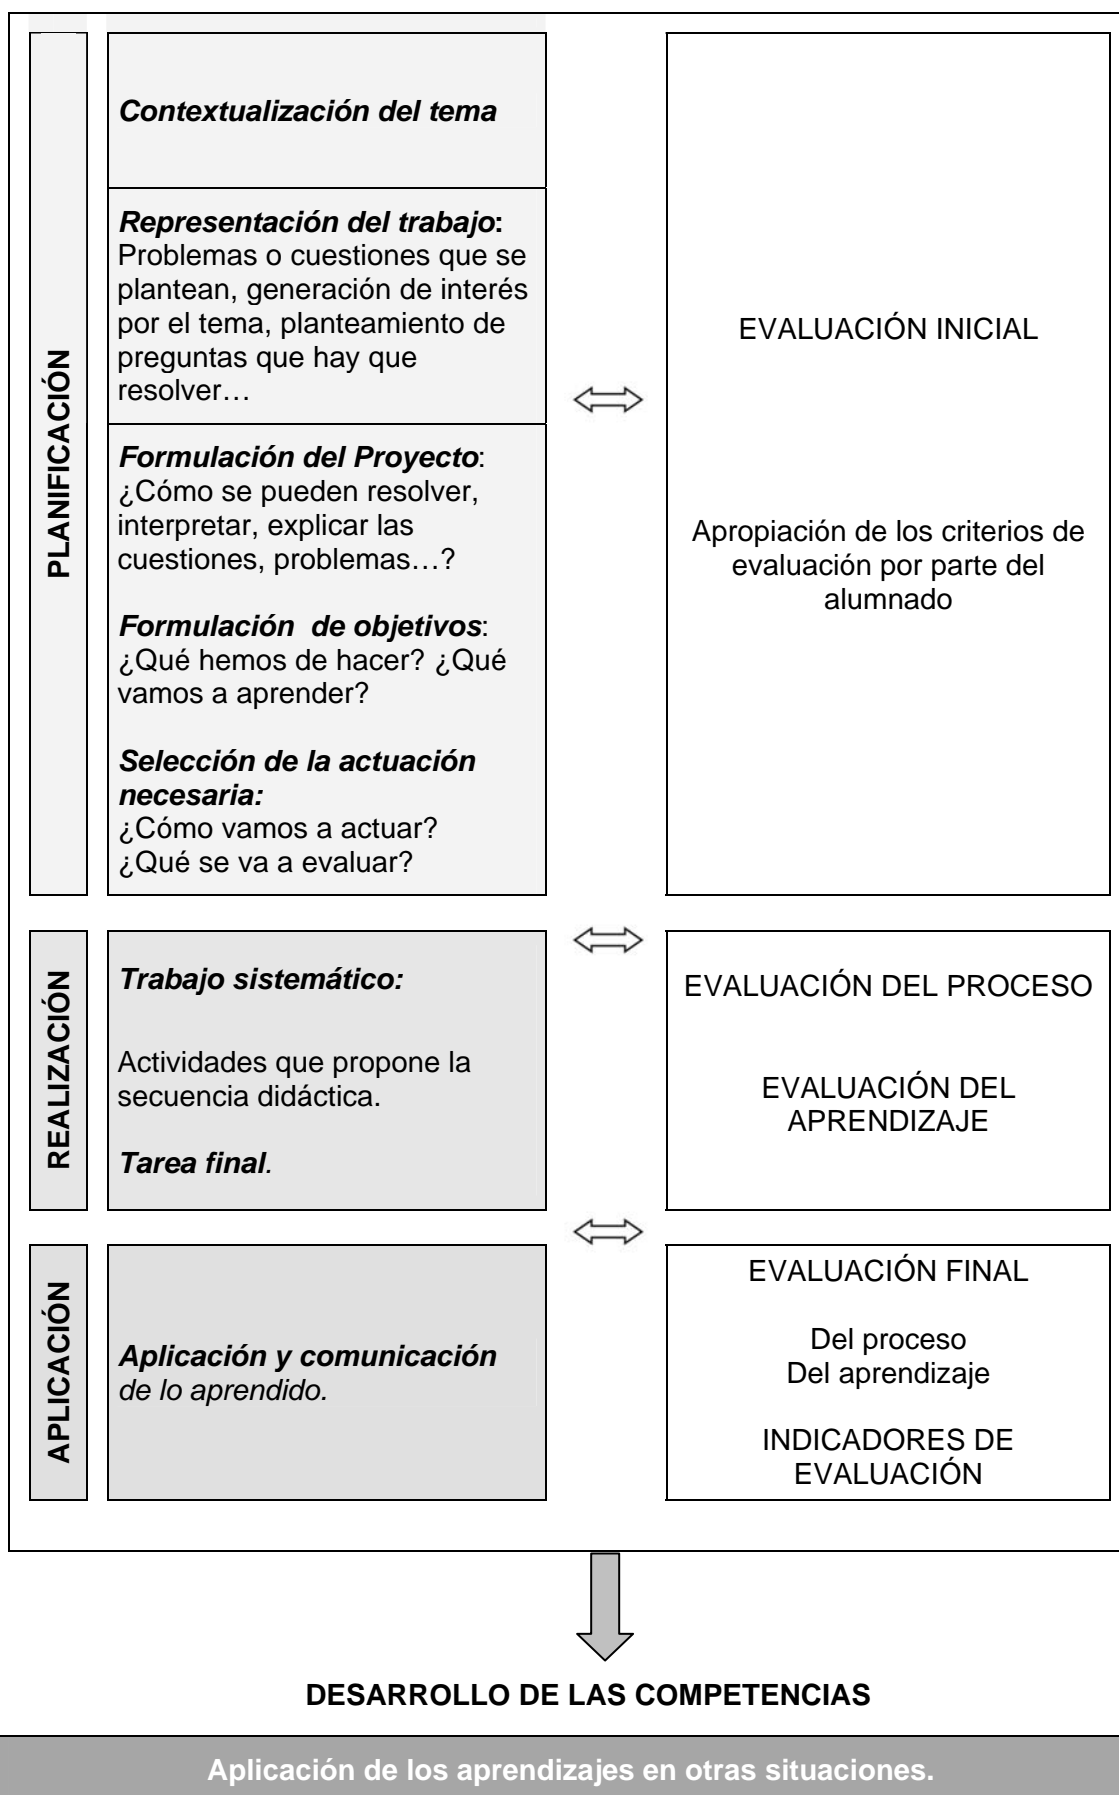 PLANIFICACIÓN
Contextualización del tema
Representación del trabajo:
Problemas o cuestiones que se
plantean, generación de interés
por el tema, planteamiento de
preguntas que hay que
resolver…
Formulación del Proyecto:
¿Cómo se pueden resolver,
interpretar, explicar las
cuestiones, problemas…?
Formulación  de objetivos:
¿Qué hemos de hacer? ¿Qué
vamos a aprender?
Selección de la actuación
necesaria:
¿Cómo vamos a actuar?
¿Qué se va a evaluar?
EVALUACIÓN INICIAL
Apropiación de los criterios de
evaluación por parte del
alumnado
REALIZACIÓN
Trabajo sistemático:
Actividades que propone la
secuencia didáctica.
Tarea final.
EVALUACIÓN DEL PROCESO
EVALUACIÓN DEL
APRENDIZAJE
APLICACIÓN
Aplicación y comunicación
de lo aprendido.
EVALUACIÓN FINAL
Del proceso
Del aprendizaje
INDICADORES DE
EVALUACIÓN
DESARROLLO DE LAS COMPETENCIAS
Aplicación de los aprendizajes en otras situaciones.